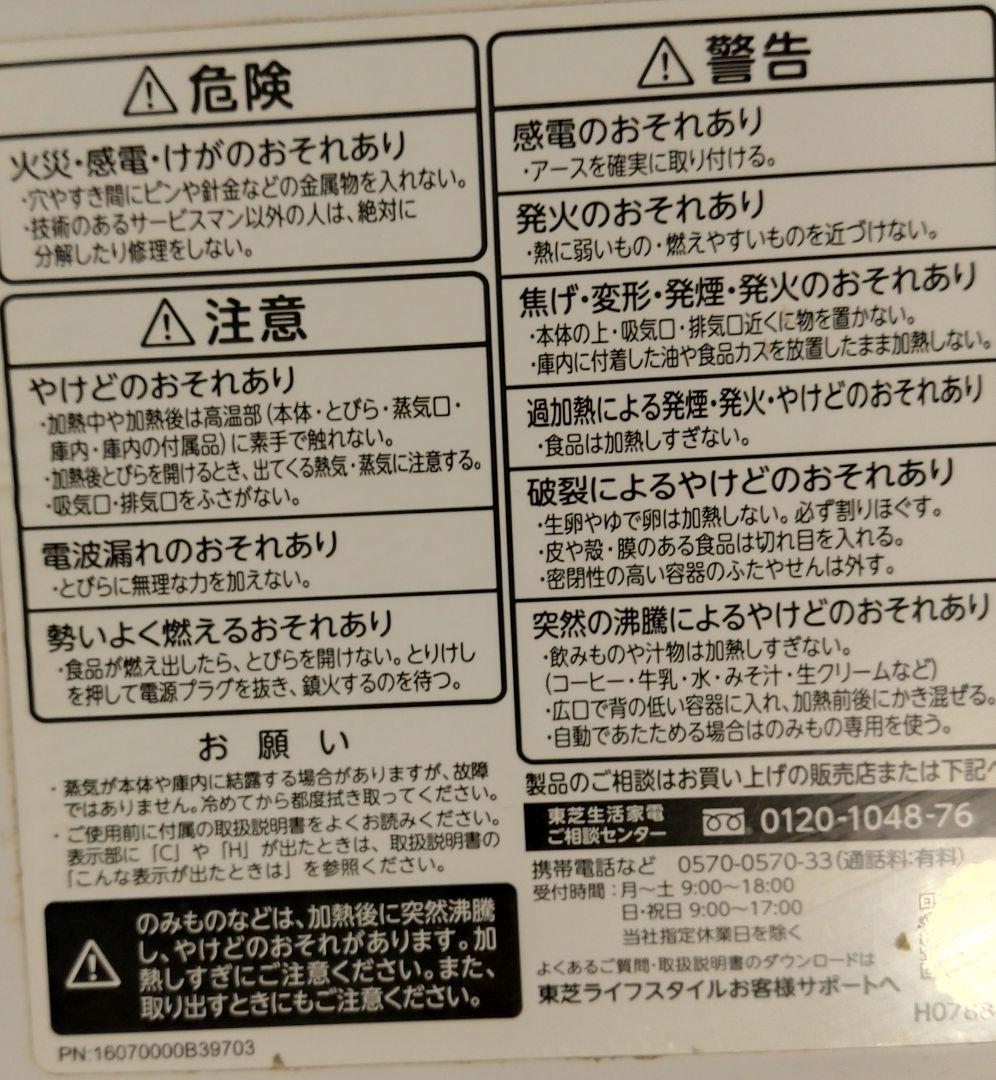 ⚠危険
火災・感電・けがのおそれあり
・穴やすき間にピンや針金などの金属物を入れない。
・技術のあるサービスマン以外の人は、絶対に
分解したり修理をしない。
⚠注意
やけどのおそれあり
・加熱中や加熱後は高温部(本体・とびら・蒸気口・
庫内・庫内の付属品)に素手で触れない。
・加熱後とびらを開けるとき、出てくる熱気・蒸気に注意する。
・吸気口・排気口をふさがない。
電波漏れのおそれあり
・とびらに無理な力を加えない。
勢いよく燃えるおそれあり
・食品が燃え出したら、とびらを開けない。とりけし
を押して電源プラグを抜き、鎮火するのを待つ。
お願い
・蒸気が本体や庫内に結露する場合がありますが、故障
ではありません。冷めてから都度拭き取ってください。
・ご使用前に付属の取扱説明書をよくお読みください。
表示部に「C」や「H」が出たときは、取扱説明書の
「こんな表示が出たときは」を参照ください。
のみものなどは、加熱後に突然沸騰
し、やけどのおそれがあります。加
熱しすぎにご注意ください。また、
取り出すときにもご注意ください。
PN:16070000B39703
⚠警告
感電のおそれあり
・アースを確実に取り付ける。
発火のおそれあり
・熱に弱いもの・燃えやすいものを近づけない。
焦げ・変形・発煙・発火のおそれあり
・本体の上・吸気口・排気口近くに物を置かない。
・庫内に付着した油や食品カスを放置したまま加熱しない。
過加熱による発煙・発火・やけどのおそれあり
・食品は加熱しすぎない。
破裂によるやけどのおそれあり
・生卵やゆで卵は加熱しない。必ず割りほぐす。
・皮や殻・膜のある食品は切れ目を入れる。
・密閉性の高い容器のふたやせんは外す。
突然の沸騰によるやけどのおそれあり
・飲みものや汁物は加熱しすぎない。
(コーヒー・牛乳・水・みそ汁・生クリームなど)
・広口で背の低い容器に入れ、加熱前後にかき混ぜる。
・自動であたためる場合はのみもの専用を使う。
製品のご相談はお買い上げの販売店または下記へ
東芝生活家電
ご相談センター
0120-1048-76
携帯電話など 0570-0570-33(通話料:有料)
受付時間:月〜土 9:00〜18:00
日・祝日 9:00〜17:00
当社指定休業日を除く
よくあるご質問・取扱説明書のダウンロードは
東芝ライフスタイルお客様サポートへ